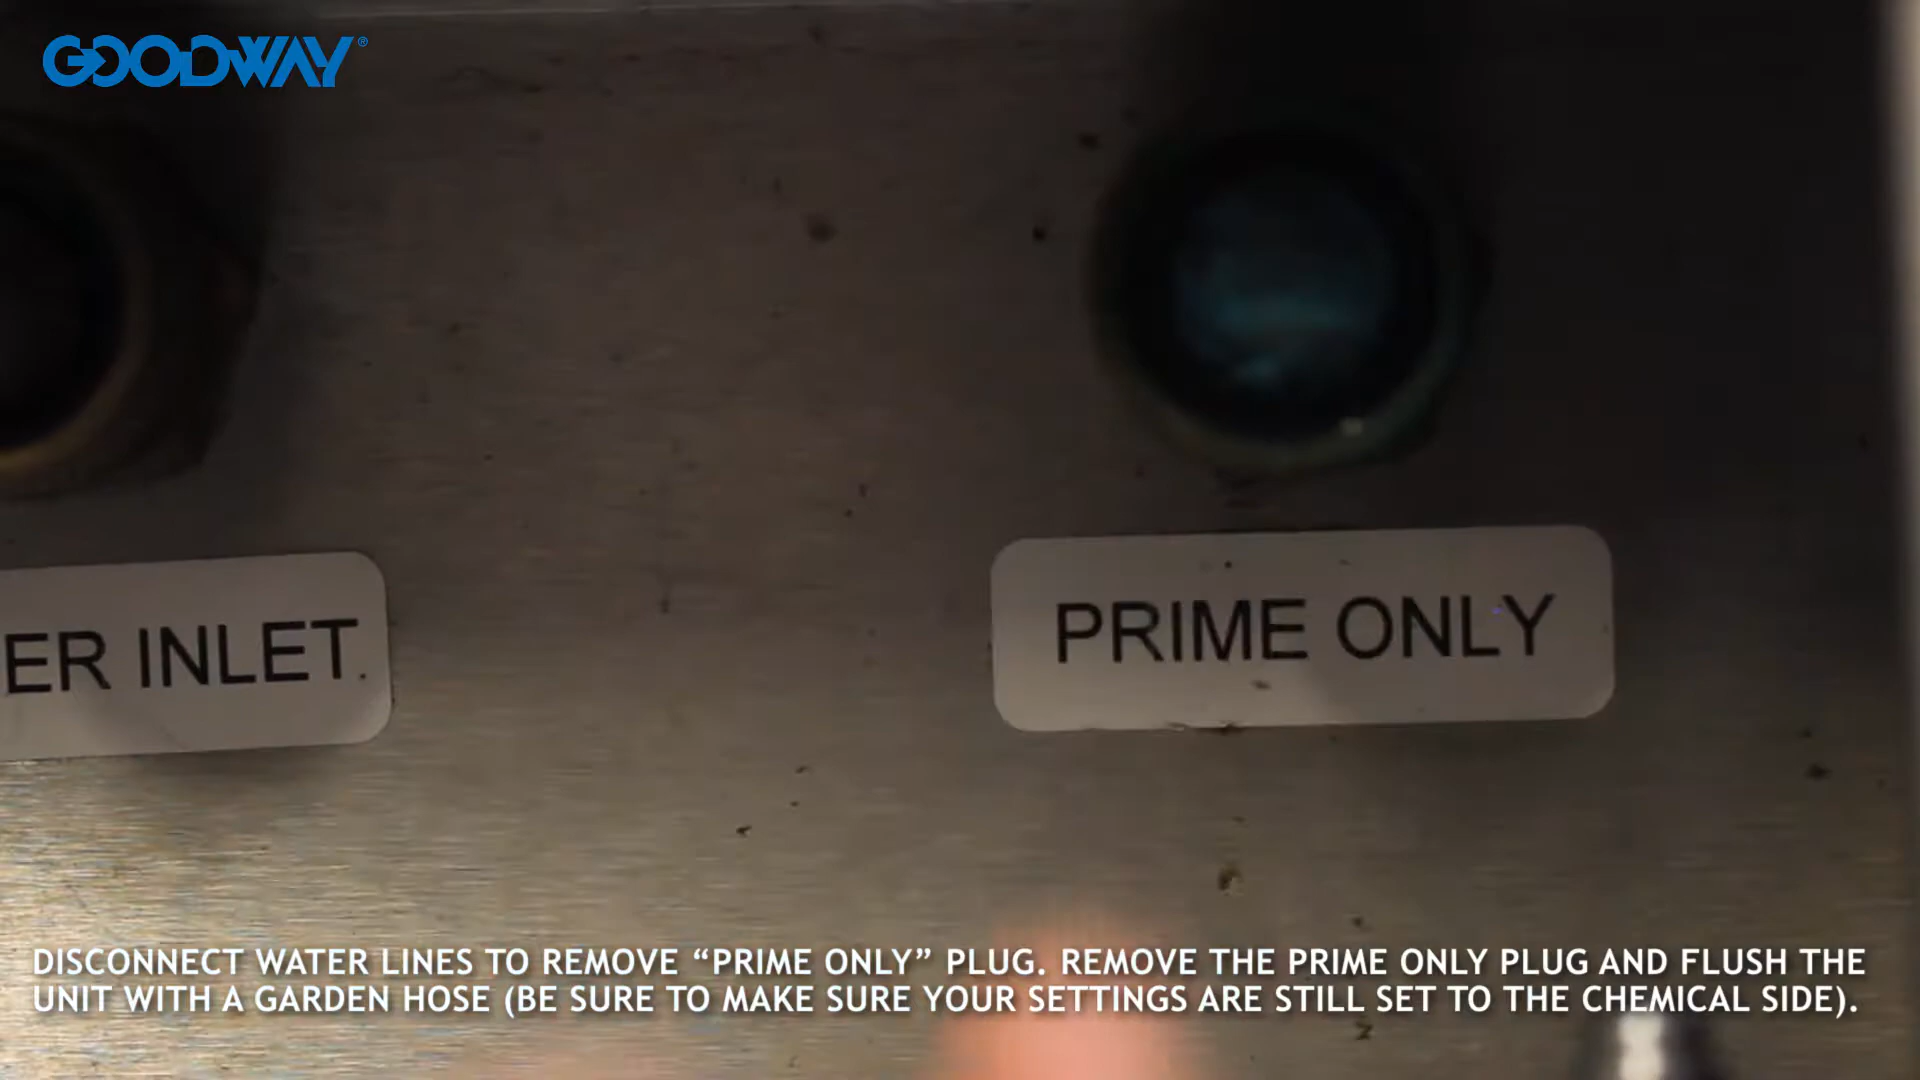 GOODWAY®
ER INLET
PRIME ONLY
DISCONNECT WATER LINES TO REMOVE “PRIME ONLY” PLUG. REMOVE THE PRIME ONLY PLUG AND FLUSH THE
UNIT WITH A GARDEN HOSE (BE SURE TO MAKE SURE YOUR SETTINGS ARE STILL SET TO THE CHEMICAL SIDE).